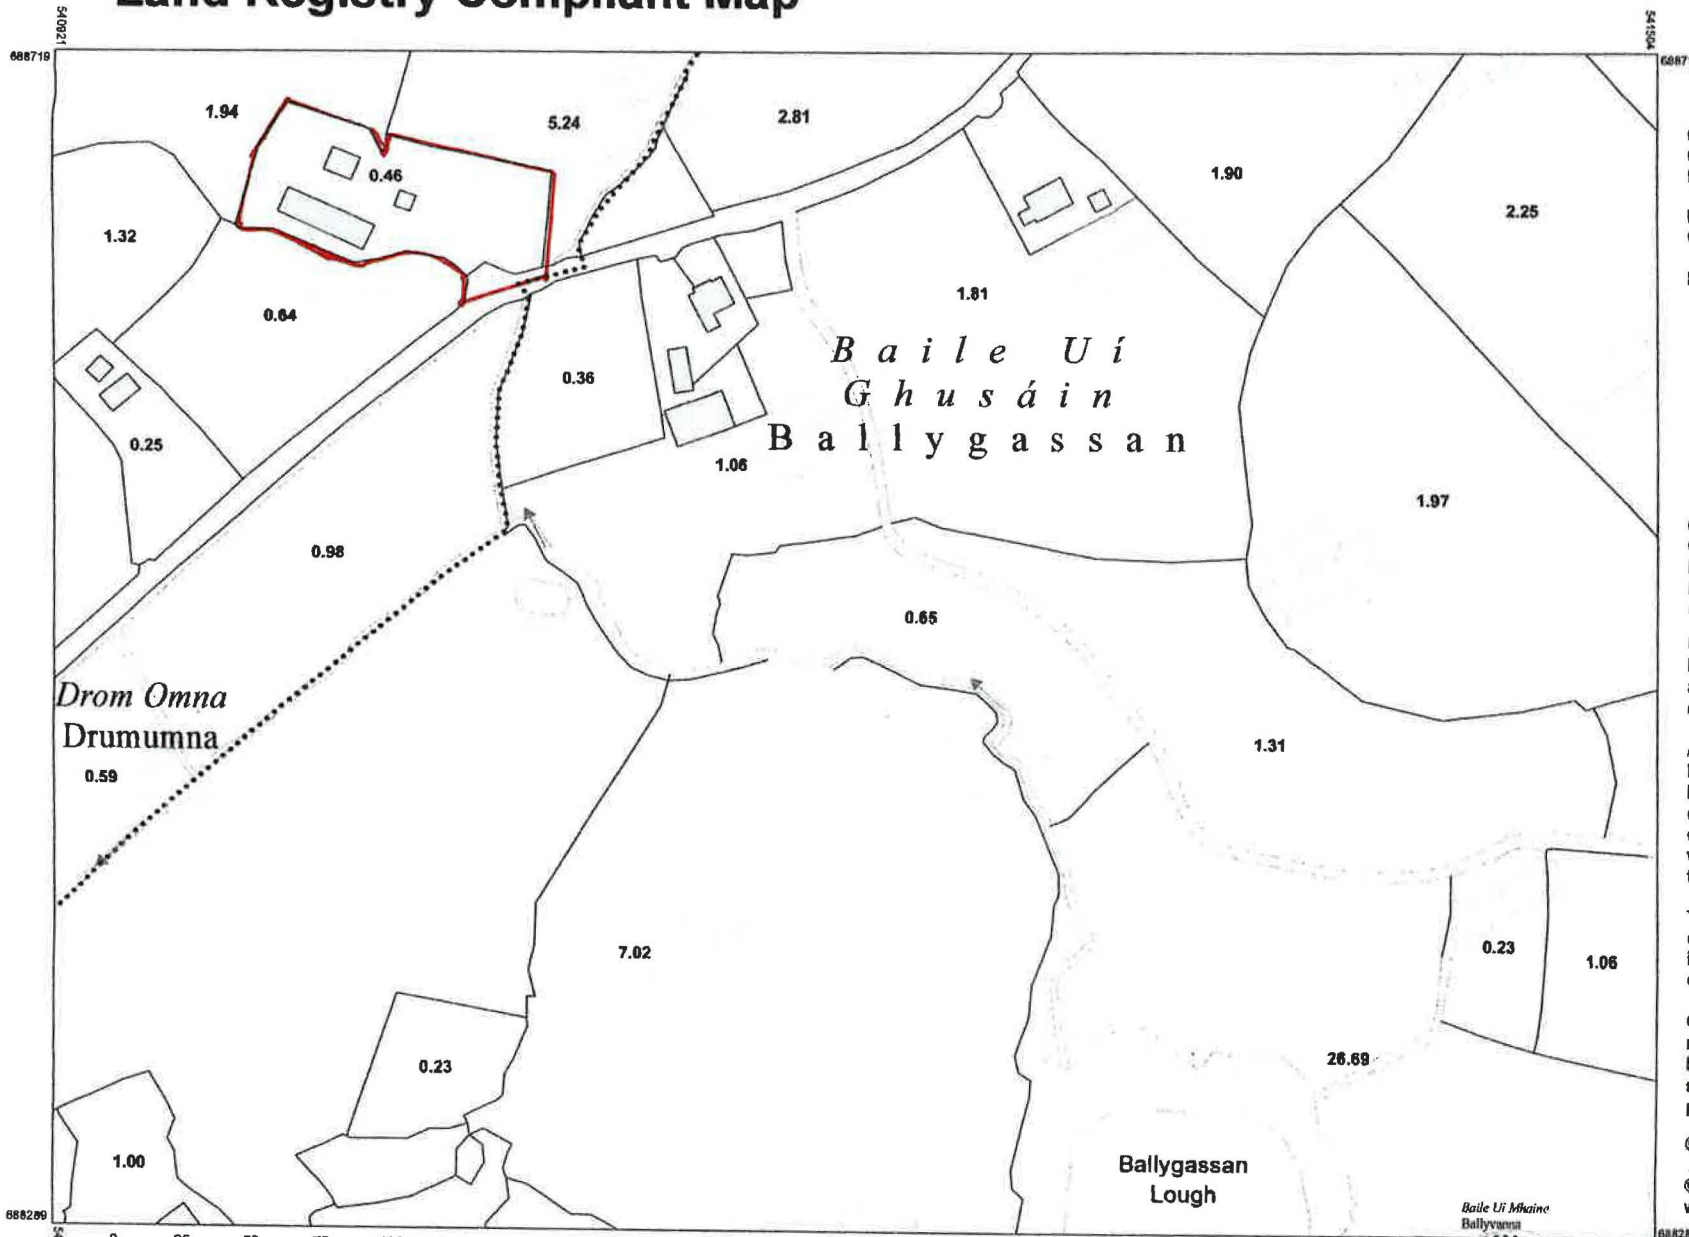 Land Registry Compliant Map
540921
541504
688719
1.94
5.24
2.81
0.46
1.90
2.25
1.32
1.81
0.64
Baile Uí
Ghusáin
Ballygassan
0.36
0.25
1.06
1.97
0.98
0.65
Drom Omna
Drumumna
0.59
1.31
7.02
0.23
1.06
26.69
0.23
1.00
Ballygassan
Lough
688289
Baile Uí Mhaine
Ballyvanna